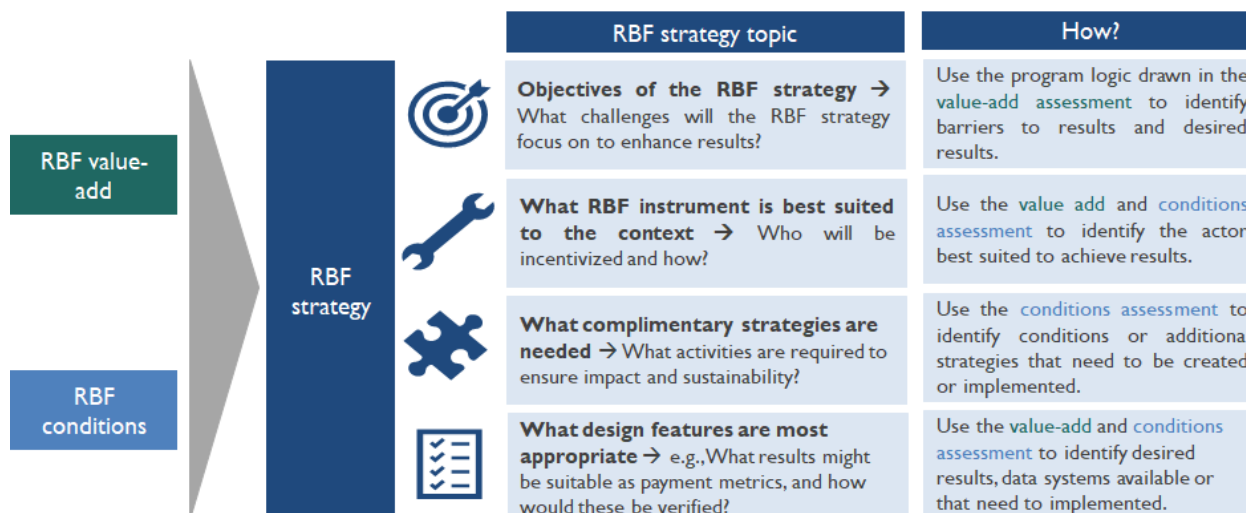 RBF strategy topic
How?
RBF value-
add
RBF
conditions
RBF
strategy
Objectives of the RBF strategy →
What challenges will the RBF strategy
focus on to enhance results?
Use the program logic drawn in the
value-add assessment to identify
barriers to results and desired
results.
What RBF instrument is best suited
to the context → Who will be
incentivized and how?
Use the value add and conditions
assessment to identify the actor
best suited to achieve results.
What complimentary strategies are
needed → What activities are required to
ensure impact and sustainability?
Use the conditions assessment to
identify conditions or additiona
strategies that need to be created
or implemented.
What design features are most
appropriate → e.g., What results might
be suitable as payment metrics, and how
would these be verified?
Use the value-add and conditions
assessment to identify desired
results, data systems available or
that need to implemented.